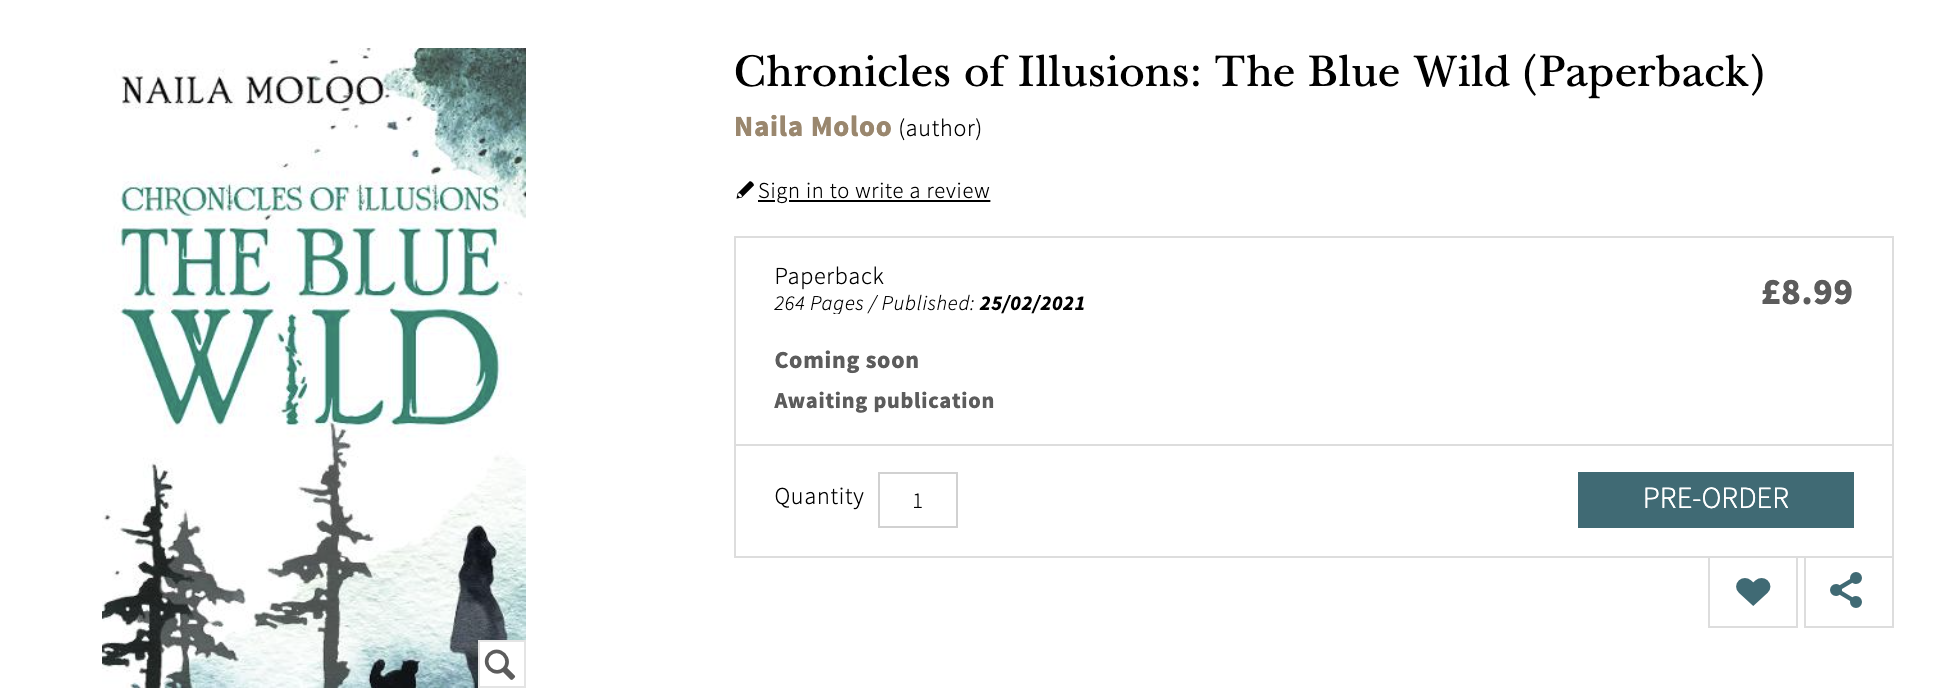 NAILA MOLOO
CHRONICLES OF ILLUSIONS
THE BLUE
WILD
Chronicles of Illusions: The Blue Wild (Paperback)
Naila Moloo (author)
Sign in to write a review
Paperback
£8.99
264 Pages / Published: 25/02/2021
Coming soon
Awaiting publication
Quantity 1
PRE-ORDER